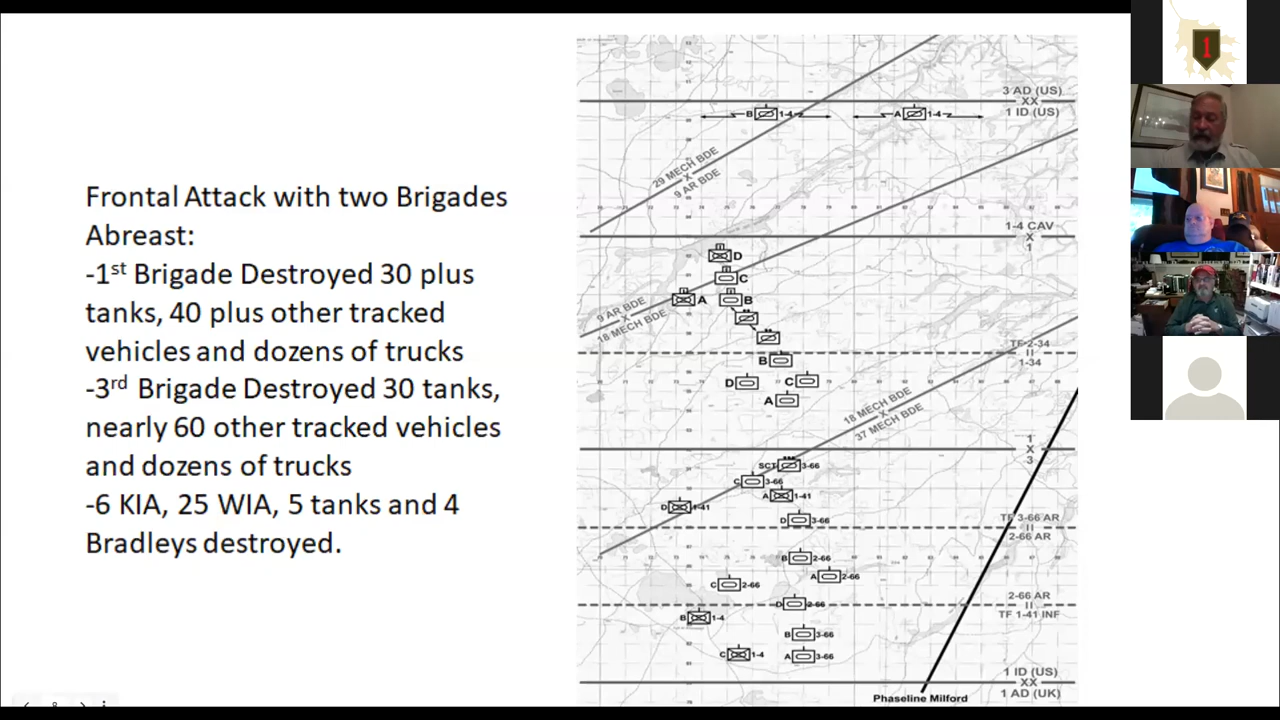 Frontal Attack with two Brigades
Abreast:
-1st Brigade Destroyed 30 plus
tanks, 40 plus other tracked
vehicles and dozens of trucks
-3rd Brigade Destroyed 30 tanks,
nearly 60 other tracked vehicles
and dozens of trucks
-6 KIA, 25 WIA, 5 tanks and 4
Bradleys destroyed.
3 AD (US)
XX
1 ID (US)
B 1-4
A 1-4
29 MECH BDE
X
9 AR BDE
1-4 CAV
X
1
D
C
A
B
9 AR BDE
X
18 MECH BDE
TF 2-34
II
1-34
B
D
C
A
18 MECH BDE
X
37 MECH BDE
1
X
3
SCT 3-66
C 3-66
A 1-41
D 1-41
D 3-66
TF 3-66 AR
II
2-66 AR
B 2-66
A 2-66
C 2-66
D 2-66
2-66 AR
II
TF 1-41 INF
B 1-4
B 3-66
C 1-4
A 3-66
1 ID (US)
XX
1 AD (UK)
Phaseline Milford
1